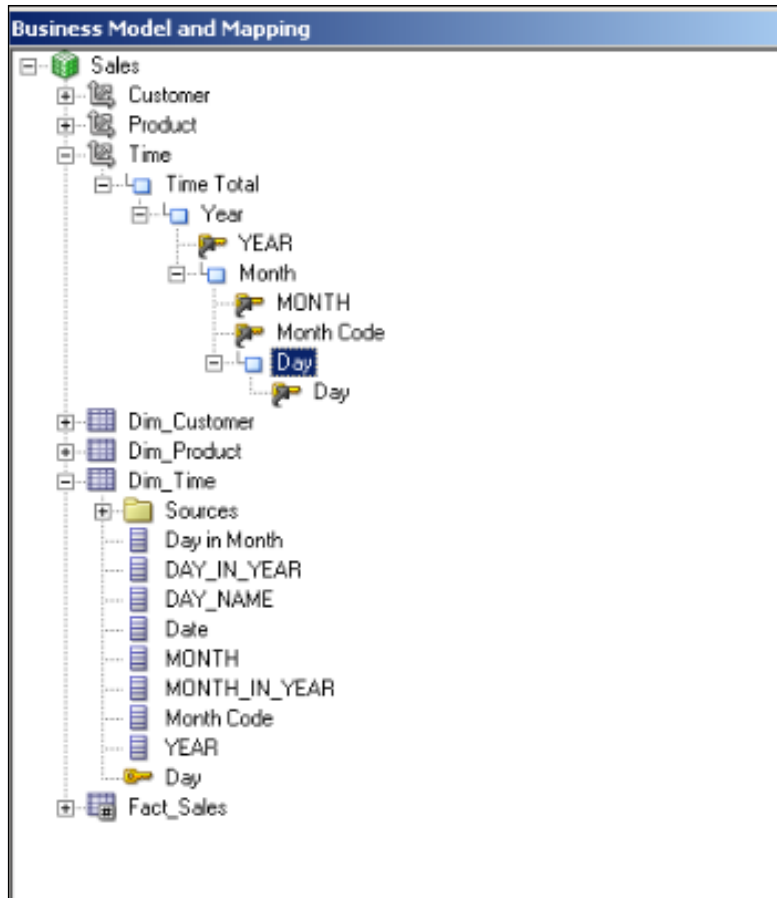 Business Model and Mapping
Sales
Customer
Product
Time
Time Total
Year
YEAR
Month
MONTH
Month Code
Day
Day
Dim_Customer
Dim_Product
Dim_Time
Sources
Day in Month
DAY_IN_YEAR
DAY_NAME
Date
MONTH
MONTH_IN_YEAR
Month Code
YEAR
Day
Fact_Sales